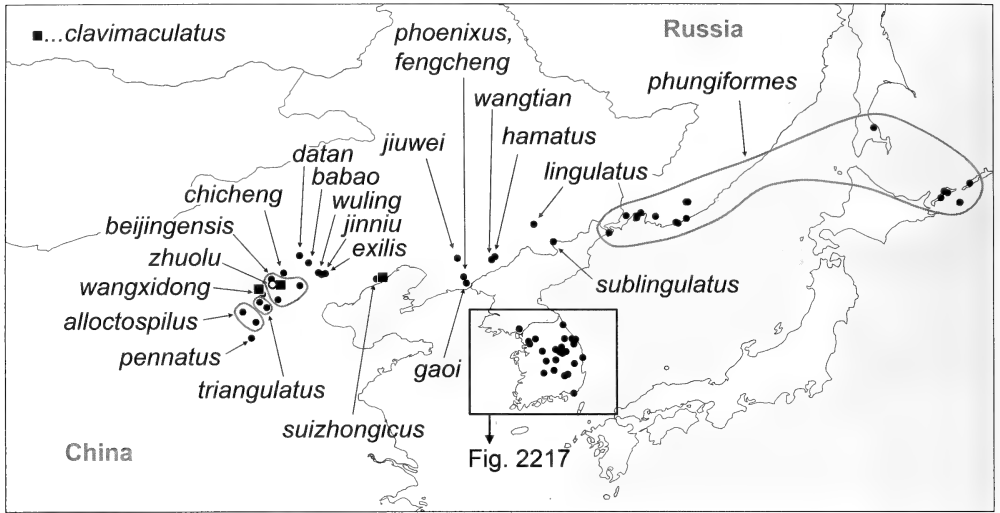 ■...clavimaculatus
phoenixus,
fengcheng
Russia
phungiformes
wangtian
hamatus
jiuwei
lingulatus
datan
babao
wuling
jinniu
exilis
chicheng
beijingensis
zhuolu
wangxidong
alloctospilus
pennatus
triangulatus
suizhongicus
gaoi
sublingulatus
China
Fig. 2217